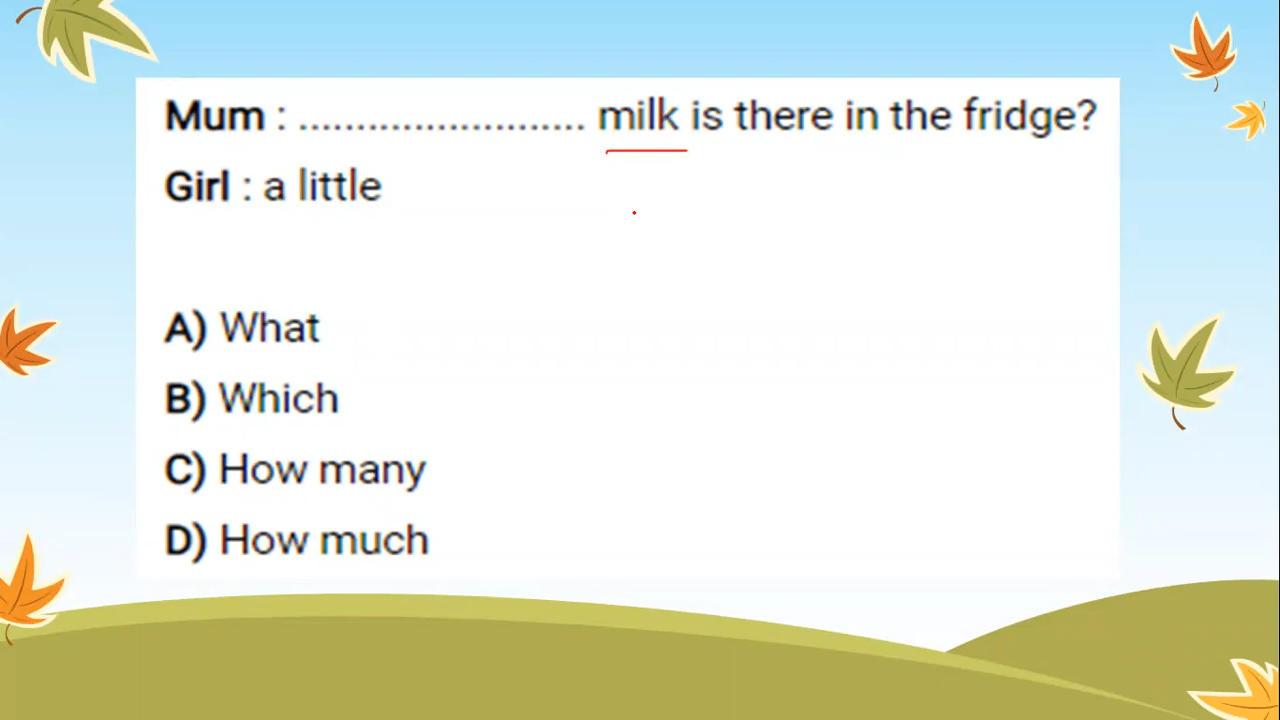 Mum : ......................... milk is there in the fridge?
Girl : a little
A) What
B) Which
C) How many
D) How much